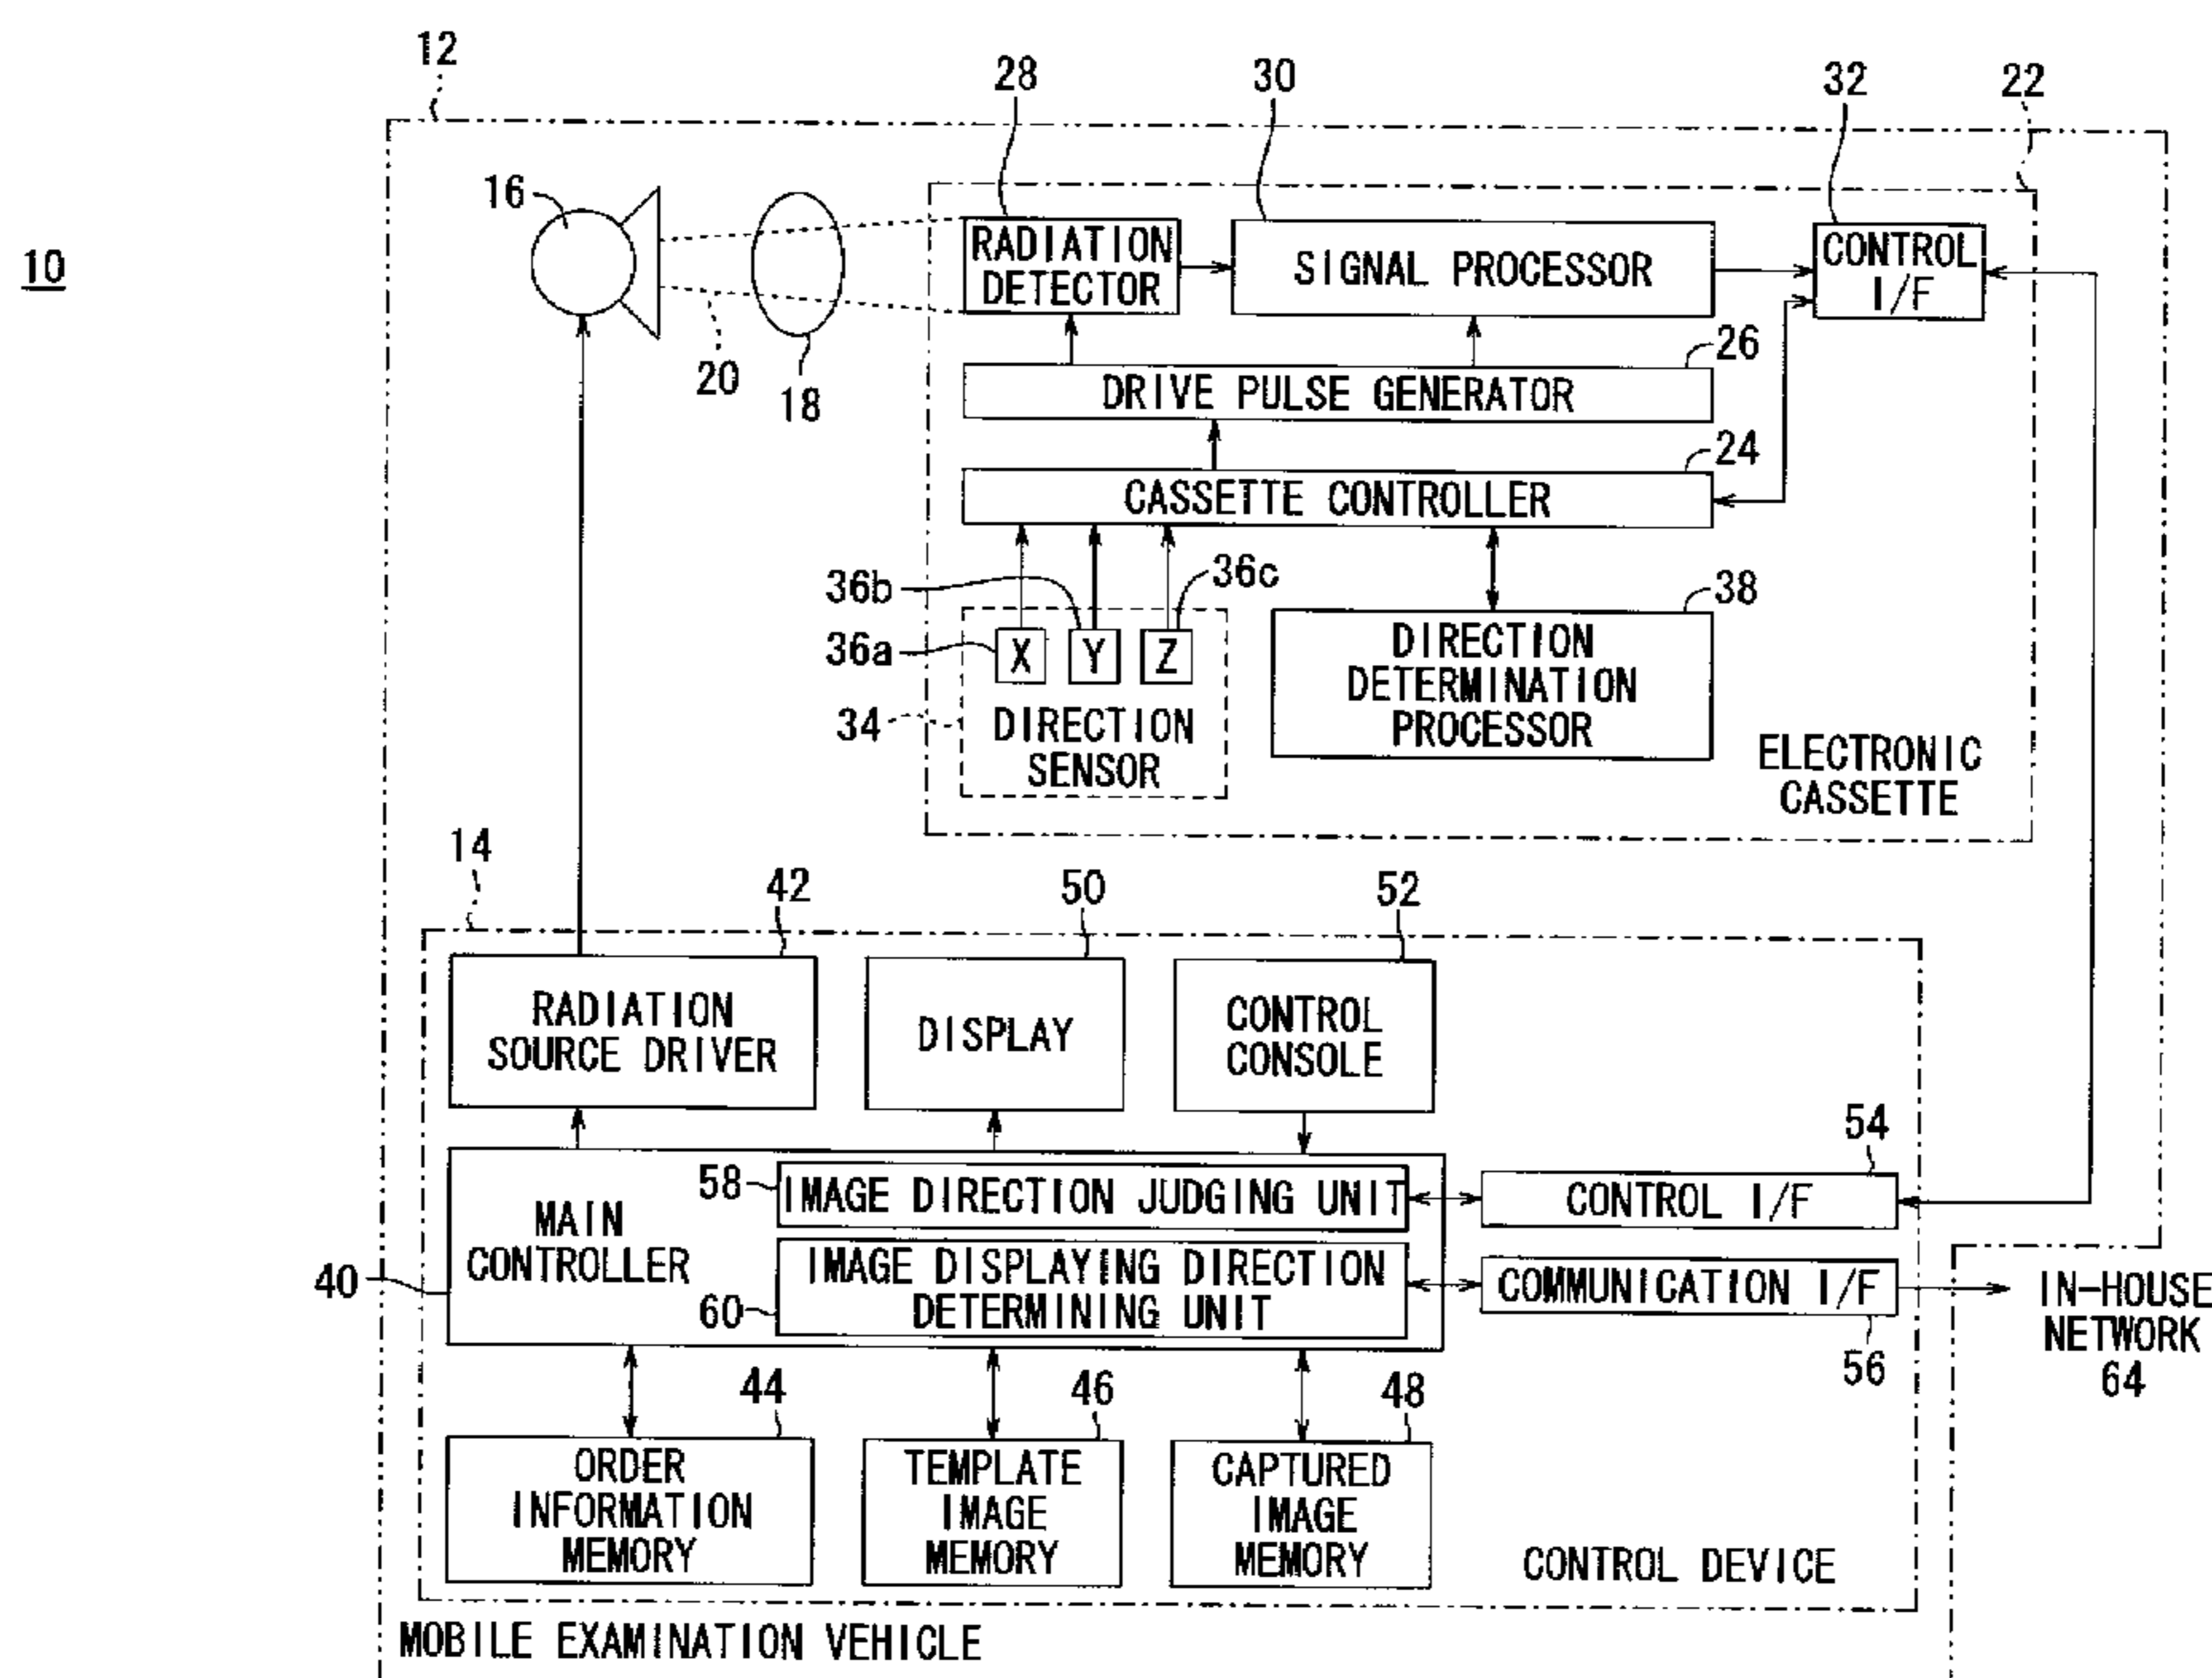 12
28
30
32
22
16
10
RADIATION
DETECTOR
SIGNAL PROCESSOR
CONTROL
I/F
20
18
26
DRIVE PULSE GENERATOR
24
CASSETTE CONTROLLER
36b
36c
38
36a
X
Y
Z
DIRECTION
DETERMINATION
PROCESSOR
34
DIRECTION
SENSOR
ELECTRONIC
CASSETTE
14
42
50
52
RADIATION
SOURCE DRIVER
DISPLAY
CONTROL
CONSOLE
54
58
IMAGE DIRECTION JUDGING UNIT
CONTROL I/F
MAIN
CONTROLLER
40
60
IMAGE DISPLAYING DIRECTION
DETERMINING UNIT
COMMUNICATION I/F
56
IN-HOUSE
NETWORK
64
44
46
48
ORDER
INFORMATION
MEMORY
TEMPLATE
IMAGE
MEMORY
CAPTURED
IMAGE
MEMORY
CONTROL DEVICE
MOBILE EXAMINATION VEHICLE